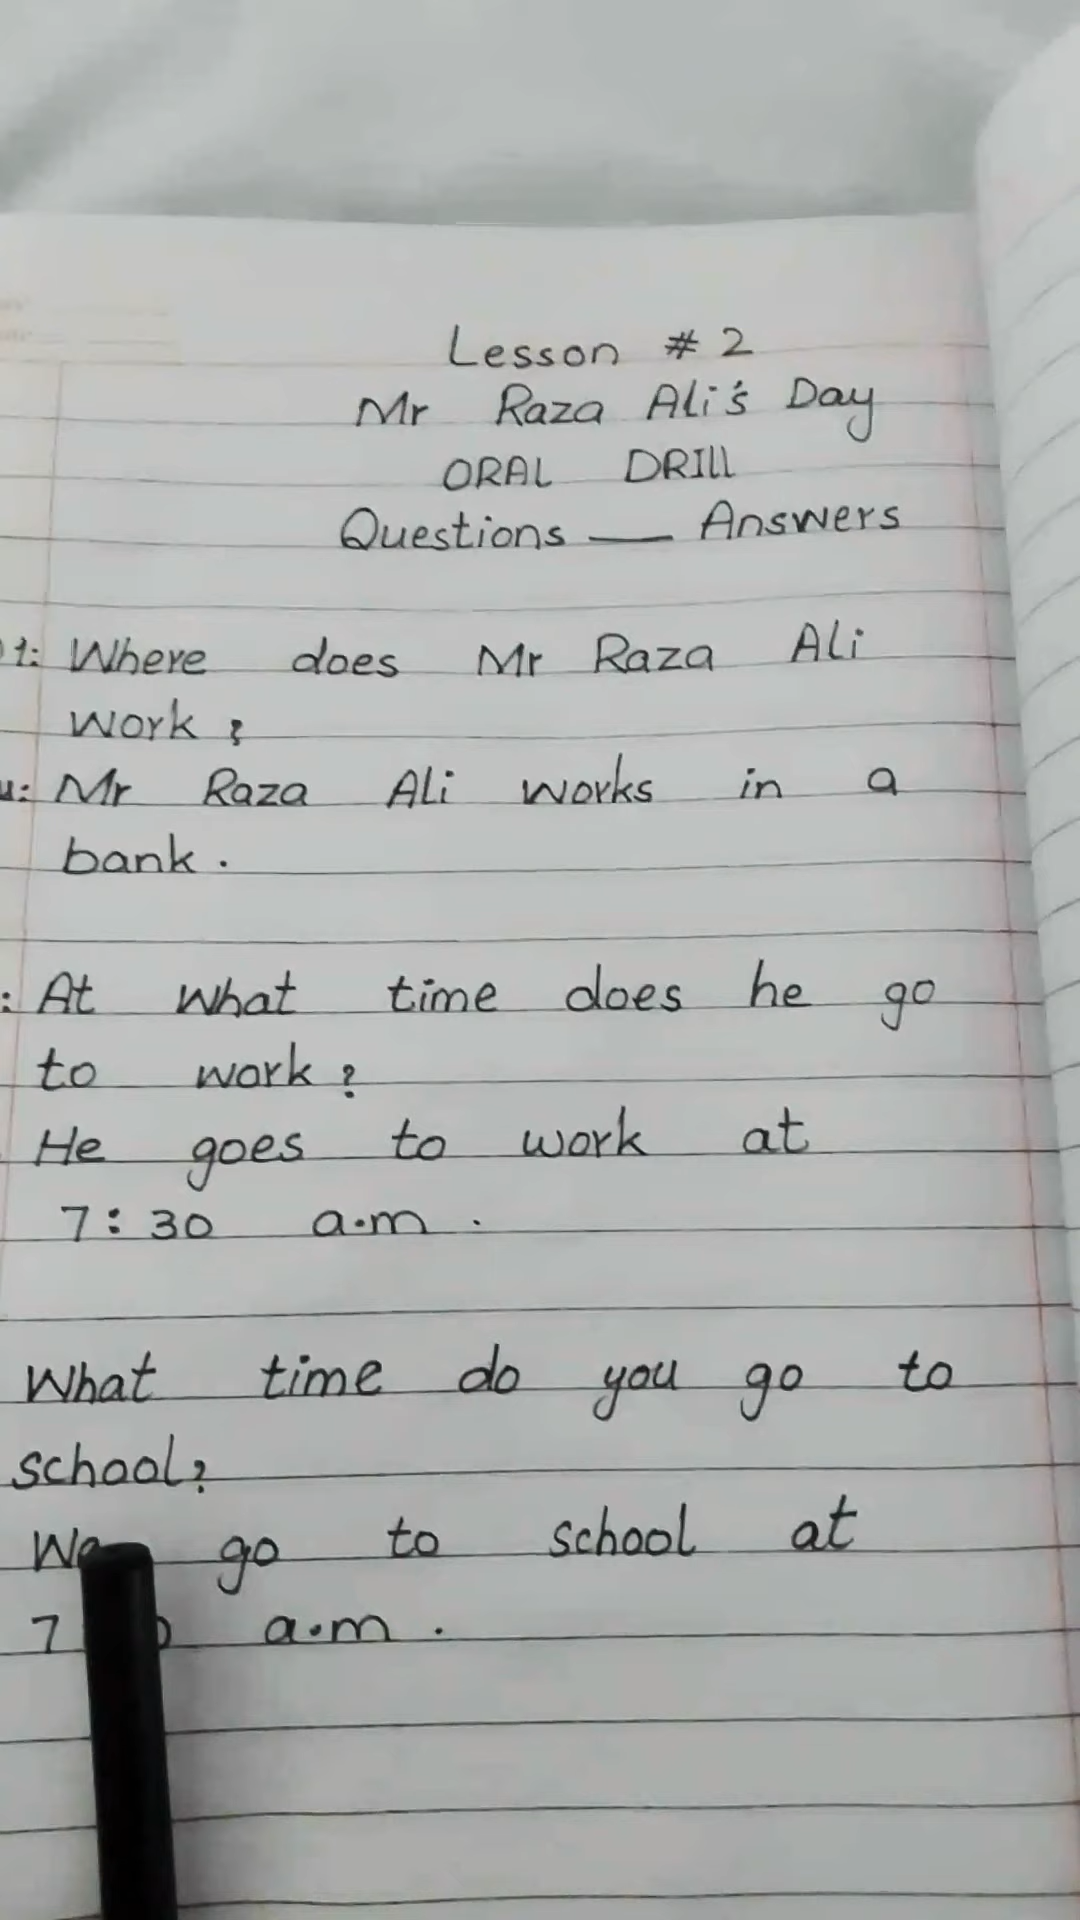 Lesson # 2
Mr Raza Ali's Day
ORAL DRILL
Questions — Answers
1: Where does Mr Raza Ali
work?
: Mr Raza Ali works in a
bank.
: At what time does he go
to work?
He goes to work at
7:30 a.m.
What time do you go to
school?
go to school at
a.m.